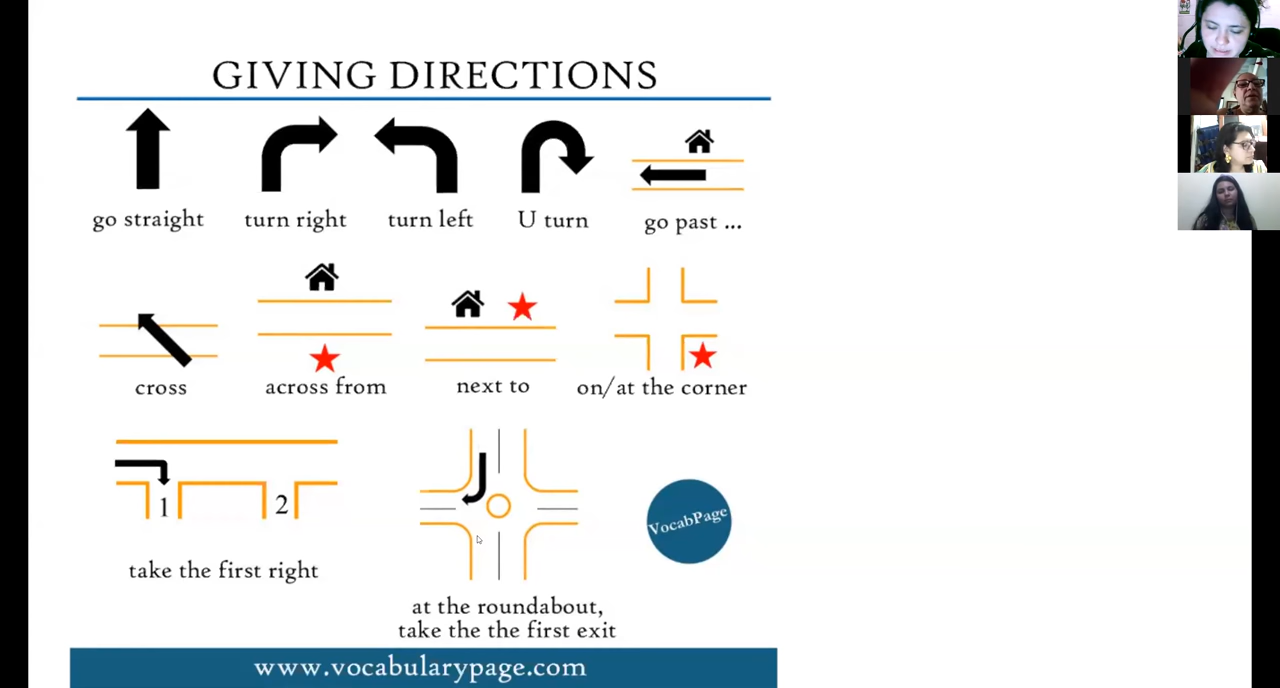 GIVING DIRECTIONS
go straight
turn right
turn left
U turn
go past ...
cross
across from
next to
on/at the corner
1
2
take the first right
at the roundabout,
take the the first exit
VocabPage
www.vocabularypage.com